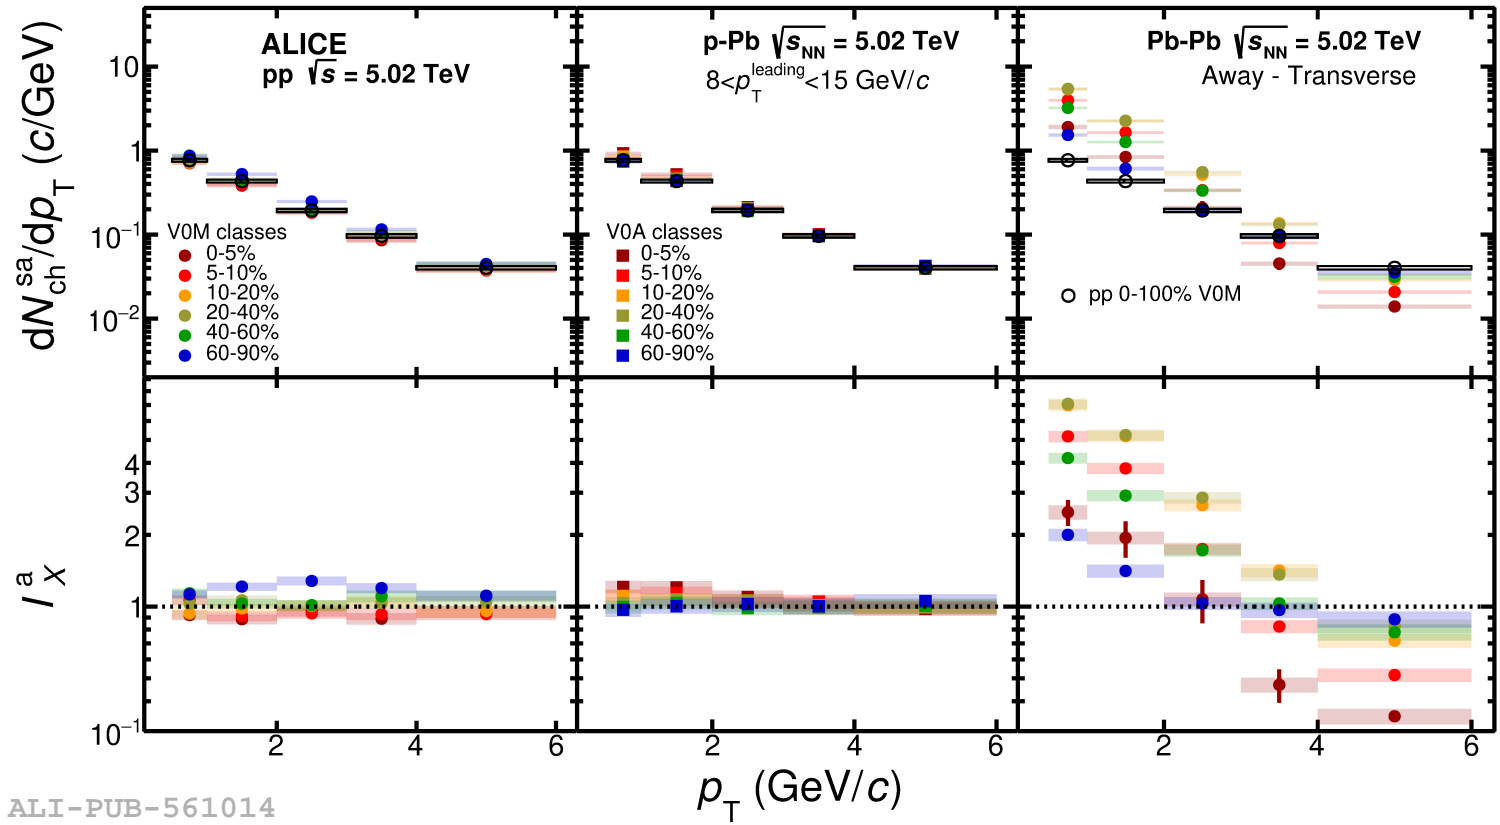 ALICE
pp √s = 5.02 TeV
p-Pb √sNN = 5.02 TeV
8<pTleading<15 GeV/c
Pb-Pb √sNN = 5.02 TeV
Away - Transverse
dNchsa/dpT (c/GeV)
10
1
10−1
10−2
V0M classes
0-5%
5-10%
10-20%
20-40%
40-60%
60-90%
V0A classes
0-5%
5-10%
10-20%
20-40%
40-60%
60-90%
pp 0-100% V0M
IXa
4
3
2
1
10−1
2 4 6
2 4 6
2 4 6
pT (GeV/c)
ALI-PUB-561014